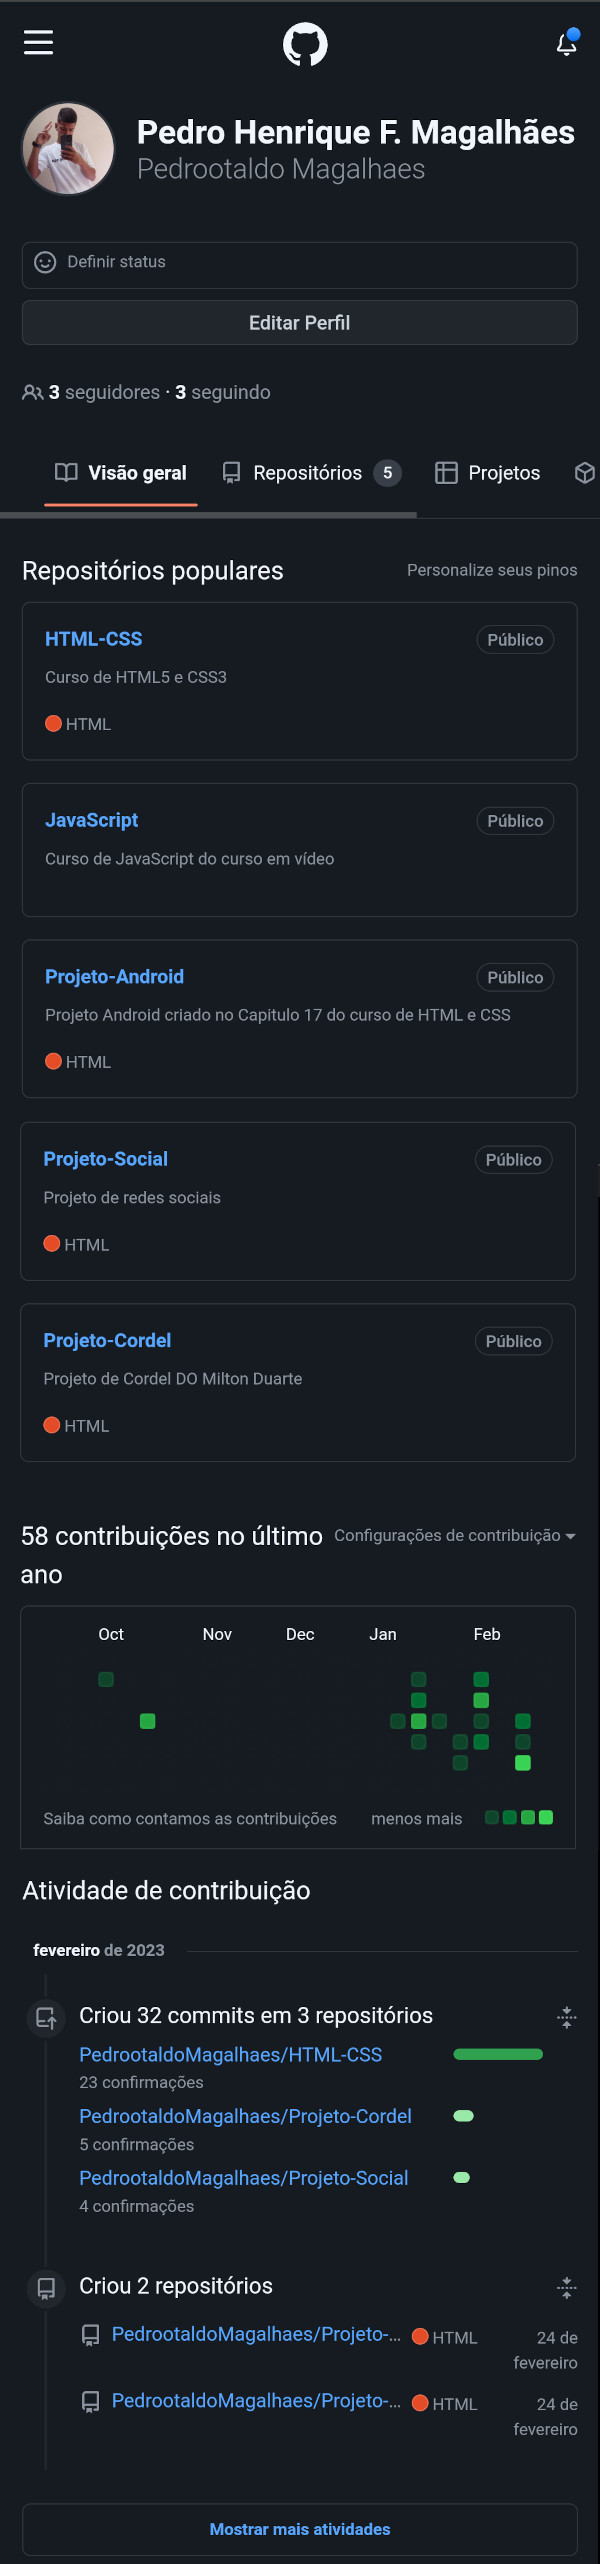 Pedro Henrique F. Magalhães
Pedrootaldo Magalhaes
Definir status
Editar Perfil
3 seguidores · 3 seguindo
Visão geral Repositórios 5 Projetos
Repositórios populares Personalize seus pinos
HTML-CSS Público
Curso de HTML5 e CSS3
HTML
JavaScript Público
Curso de JavaScript do curso em vídeo
Projeto-Android Público
Projeto Android criado no Capitulo 17 do curso de HTML e CSS
HTML
Projeto-Social Público
Projeto de redes sociais
HTML
Projeto-Cordel Público
Projeto de Cordel DO Milton Duarte
HTML
58 contribuições no último Configurações de contribuição
ano
Oct Nov Dec Jan Feb
Saiba como contamos as contribuições menos mais
Atividade de contribuição
fevereiro de 2023
Criou 32 commits em 3 repositórios
PedrootaldoMagalhaes/HTML-CSS
23 confirmações
PedrootaldoMagalhaes/Projeto-Cordel
5 confirmações
PedrootaldoMagalhaes/Projeto-Social
4 confirmações
Criou 2 repositórios
PedrootaldoMagalhaes/Projeto-... HTML 24 de
fevereiro
PedrootaldoMagalhaes/Projeto-... HTML 24 de
fevereiro
Mostrar mais atividades